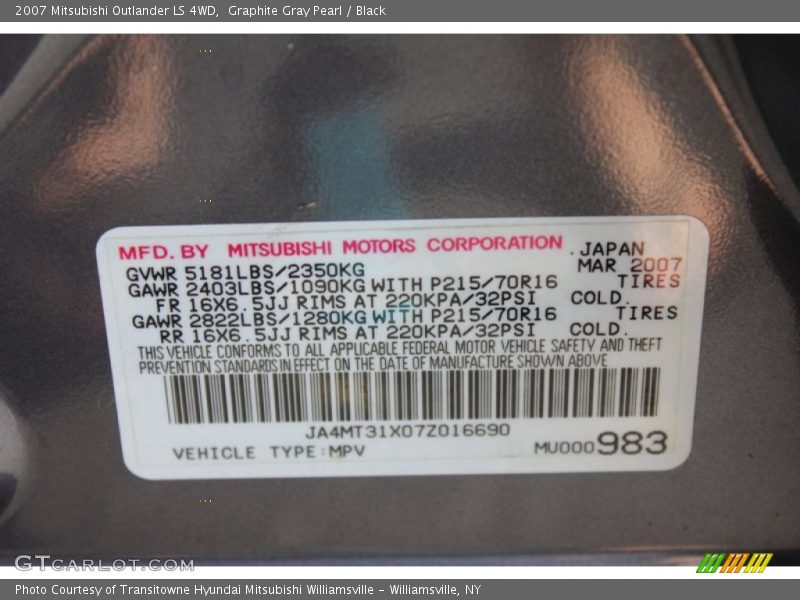 2007 Mitsubishi Outlander LS 4WD, Graphite Gray Pearl / Black
MFD. BY MITSUBISHI MOTORS CORPORATION . JAPAN
GVWR 5181LBS/2350KG MAR 2007
GAWR 2403LBS/1090KG WITH P215/70R16 TIRES
FR 16X6.5JJ RIMS AT 220KPA/32PSI COLD.
GAWR 2822LBS/1280KG WITH P215/70R16 TIRES
RR 16X6.5JJ RIMS AT 220KPA/32PSI COLD.
THIS VEHICLE CONFORMS TO ALL APPLICABLE FEDERAL MOTOR VEHICLE SAFETY AND THEFT
PREVENTION STANDARDS IN EFFECT ON THE DATE OF MANUFACTURE SHOWN ABOVE
JA4MT31X07Z016690
VEHICLE TYPE:MPV MU000983
GTCARLOT.COM
Photo Courtesy of Transitowne Hyundai Mitsubishi Williamsville – Williamsville, NY